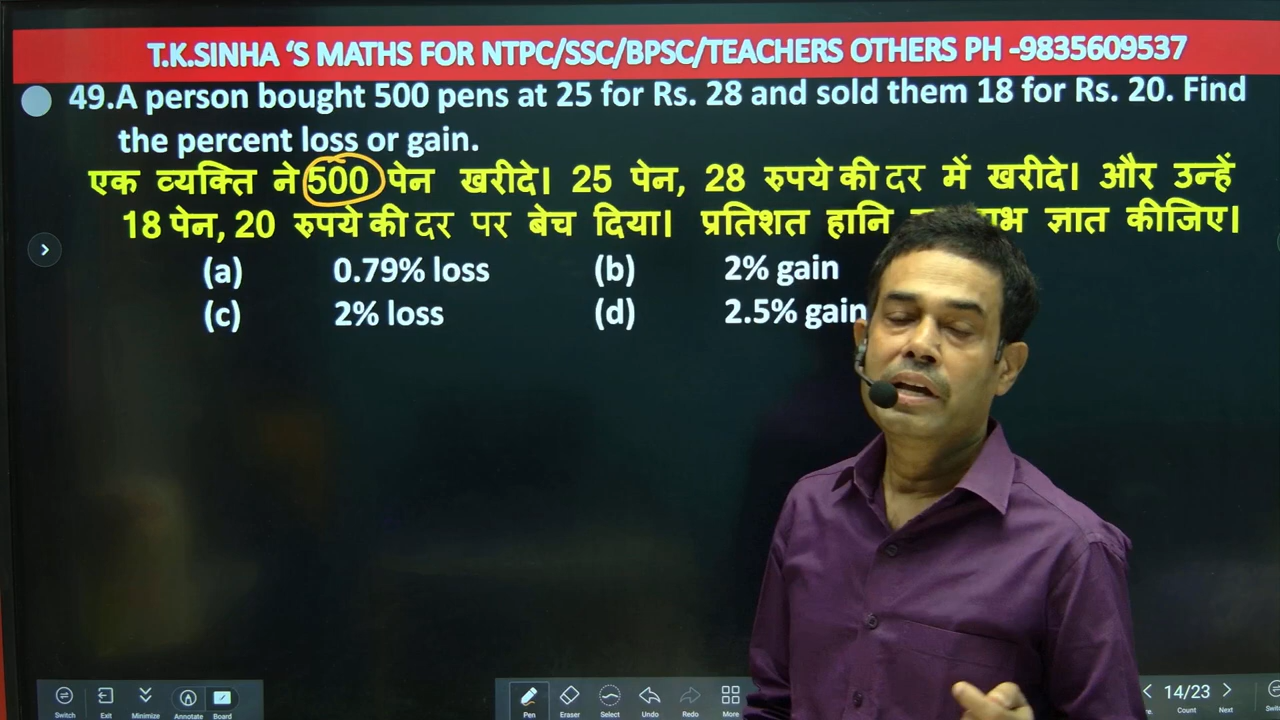 T.K.SINHA ‘S MATHS FOR NTPC/SSC/BPSC/TEACHERS OTHERS PH -9835609537
49.A person bought 500 pens at 25 for Rs. 28 and sold them 18 for Rs. 20. Find
the percent loss or gain.
एक व्यक्ति ने 500 पेन खरीदे। 25 पेन, 28 रुपये की दर में खरीदे। और उन्हें
18 पेन, 20 रुपये की दर पर बेच दिया। प्रतिशत हानि ज्ञात कीजिए।
(a) 0.79% loss (b) 2% gain
(c) 2% loss (d) 2.5% gain
Switch Exit Minimize Annotate Board Pen Eraser Select Undo Redo More 14/23 Count Next